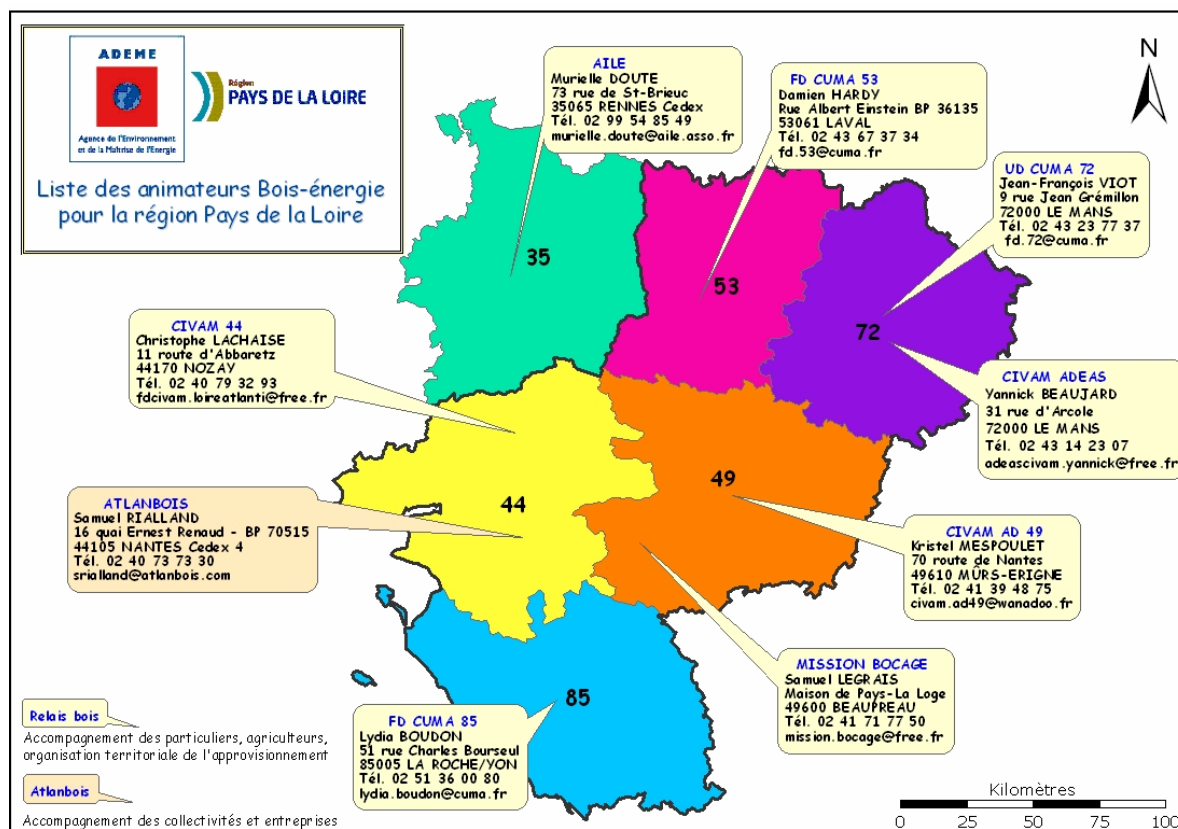 ADEME
Agence de l'Environnement
et de la Maîtrise de l'Energie
Région
PAYS DE LA LOIRE
Liste des animateurs Bois-énergie
pour la région Pays de la Loire
N
AILE
Murielle DOUTE
73 rue de St-Brieuc
35065 RENNES Cedex
Tél. 02 99 54 85 49
murielle.doute@aile.asso.fr
FD CUMA 53
Damien HARDY
Rue Albert Einstein BP 36135
53061 LAVAL
Tél. 02 43 67 37 34
fd.53@cuma.fr
UD CUMA 72
Jean-François VIOT
9 rue Jean Grémillon
72000 LE MANS
Tél. 02 43 23 77 37
fd.72@cuma.fr
35
53
72
CIVAM 44
Christophe LACHAISE
11 route d'Abbaretz
44170 NOZAY
Tél. 02 40 79 32 93
fdcivam.loireatlanti@free.fr
CIVAM ADEAS
Yannick BEAUJARD
31 rue d'Arcole
72000 LE MANS
Tél. 02 43 14 23 07
adeascivam.yannick@free.fr
49
44
ATLANBOIS
Samuel RIALLAND
16 quai Ernest Renaud - BP 70515
44105 NANTES Cedex 4
Tél. 02 40 73 73 30
srialland@atlanbois.com
CIVAM AD 49
Kristel MESPOULET
70 route de Nantes
49610 MÛRS-ERIGNE
Tél. 02 41 39 48 75
civam.ad49@wanadoo.fr
MISSION BOCAGE
Samuel LEGRAIS
Maison de Pays-La Loge
49600 BEAUPREAU
Tél. 02 41 71 77 50
mission.bocage@free.fr
85
FD CUMA 85
Lydia BOUDON
51 rue Charles Bourseul
85005 LA ROCHE/YON
Tél. 02 51 36 00 80
lydia.boudon@cuma.fr
Relais bois
Accompagnement des particuliers, agriculteurs,
organisation territoriale de l'approvisionnement
Atlanbois
Accompagnement des collectivités et entreprises
Kilomètres
0 25 50 75 100